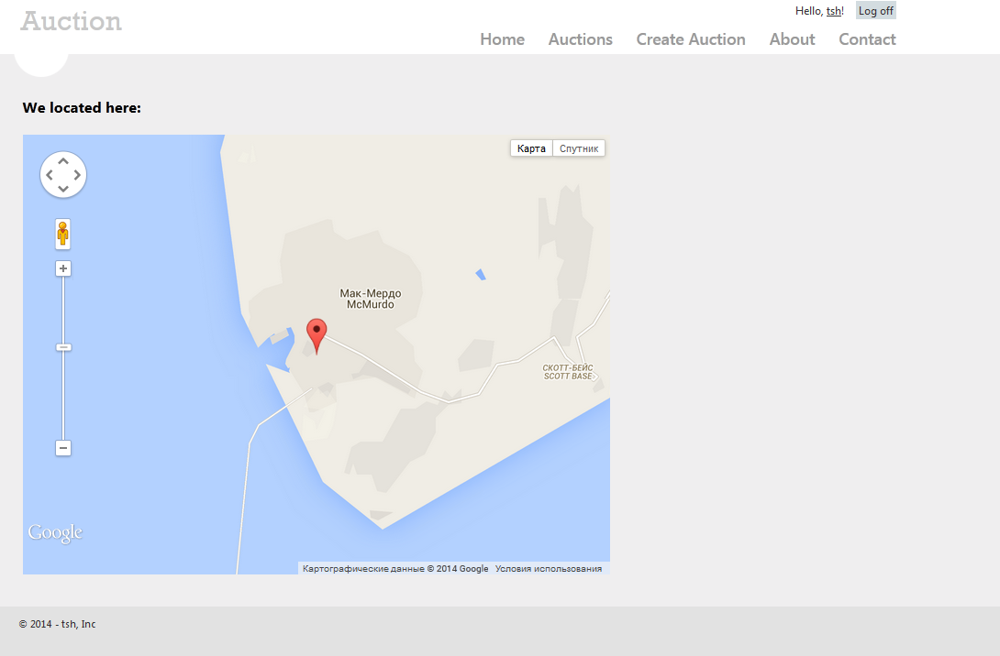 Auction
Hello, tsh! Log off
Home Auctions Create Auction About Contact
We located here:
Карта Спутник
Мак-Мердо
McMurdo
СКОТТ-БЕЙС
SCOTT BASE
Google
Картографические данные © 2014 Google Условия использования
© 2014 - tsh, Inc